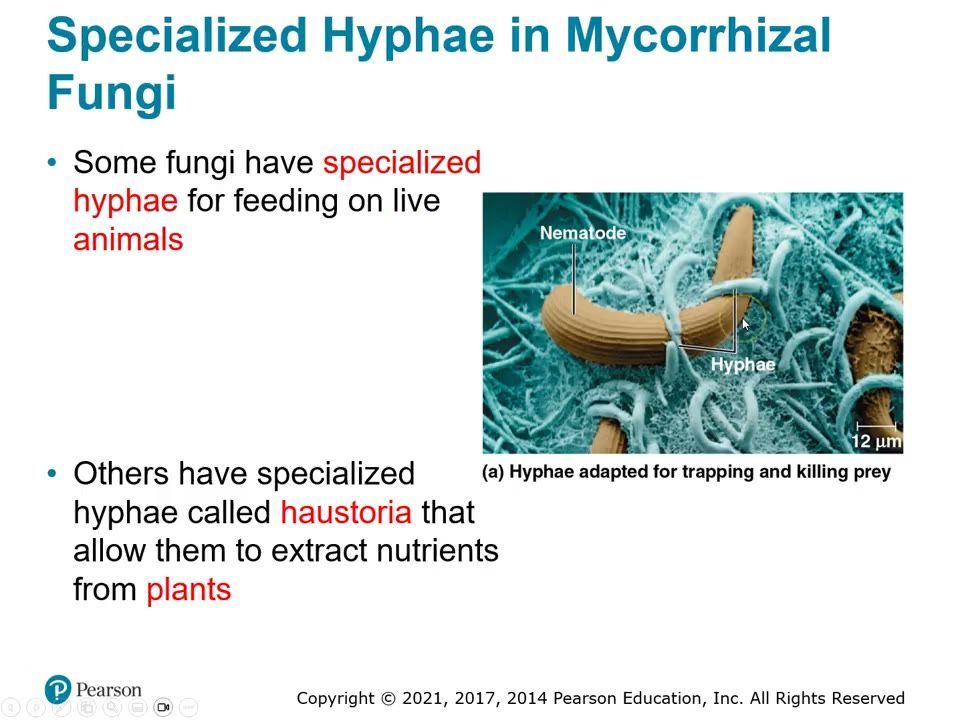 Specialized Hyphae in Mycorrhizal
Fungi
• Some fungi have specialized
hyphae for feeding on live
animals
Nematode
Hyphae
12 μm
(a) Hyphae adapted for trapping and killing prey
• Others have specialized
hyphae called haustoria that
allow them to extract nutrients
from plants
Pearson
Copyright © 2021, 2017, 2014 Pearson Education, Inc. All Rights Reserved